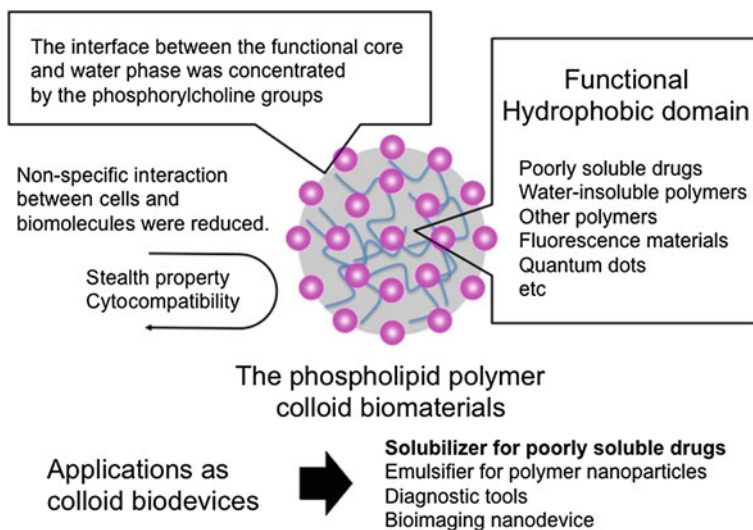 The interface between the functional core
and water phase was concentrated
by the phosphorylcholine groups
Functional
Hydrophobic domain
Poorly soluble drugs
Water-insoluble polymers
Other polymers
Fluorescence materials
Quantum dots
etc
Non-specific interaction
between cells and
biomolecules were reduced.
Stealth property
Cytocompatibility
The phospholipid polymer
colloid biomaterials
Applications as
colloid biodevices
Solubilizer for poorly soluble drugs
Emulsifier for polymer nanoparticles
Diagnostic tools
Bioimaging nanodevice